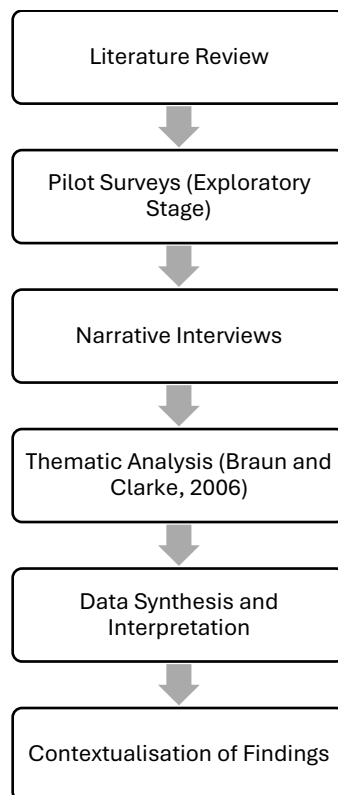 Literature Review
Pilot Surveys (Exploratory
Stage)
Narrative Interviews
Thematic Analysis (Braun and
Clarke, 2006)
Data Synthesis and
Interpretation
Contextualisation of Findings